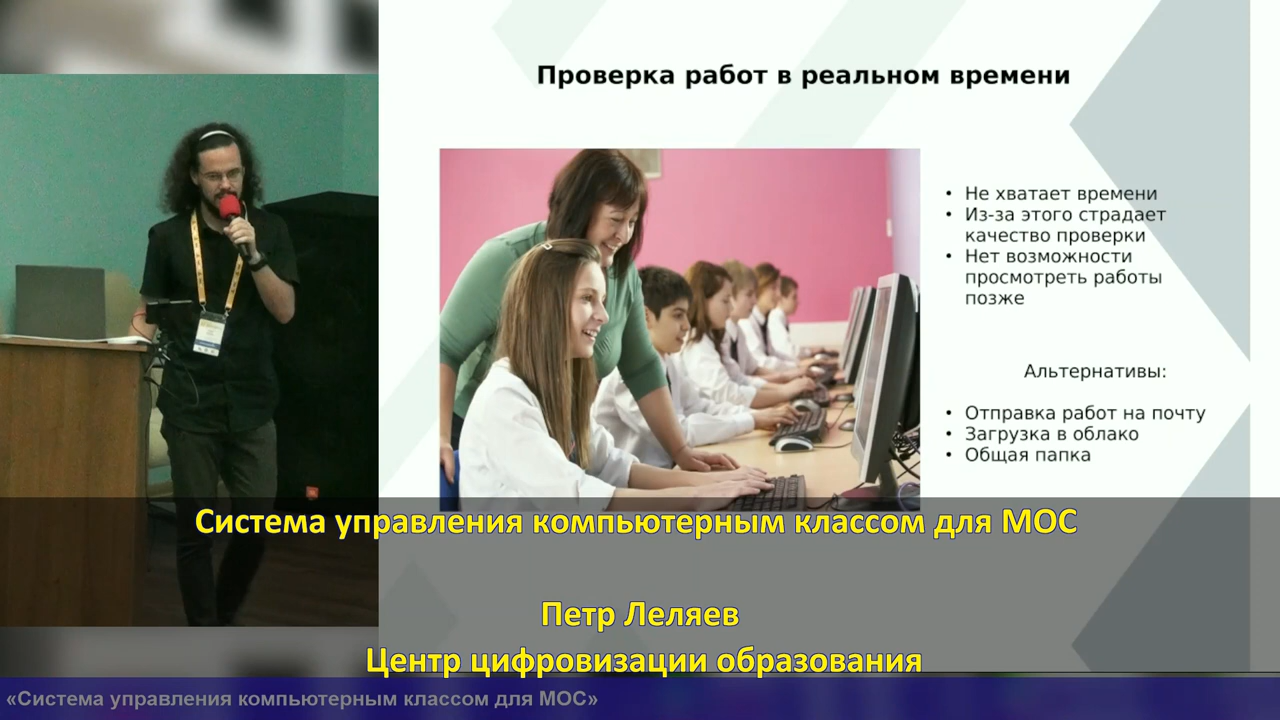 Проверка работ в реальном времени
• Не хватает времени
• Из-за этого страдает
качество проверки
• Нет возможности
просмотреть работы
позже
Альтернативы:
• Отправка работ на почту
• Загрузка в облако
• Общая папка
Система управления компьютерным классом для МОС
Петр Леляев
Центр цифровизации образования
«Система управления компьютерным классом для МОС»